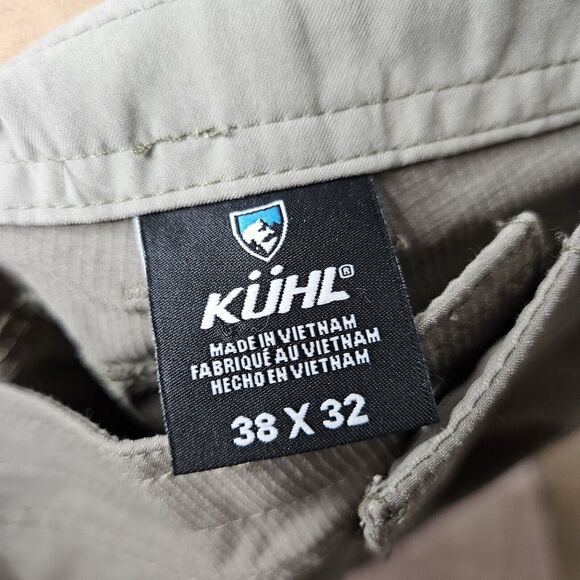 KÜHL®
MADE IN VIETNAM
FABRIQUÉ AU VIETNAM
HECHO EN VIETNAM
38 X 32